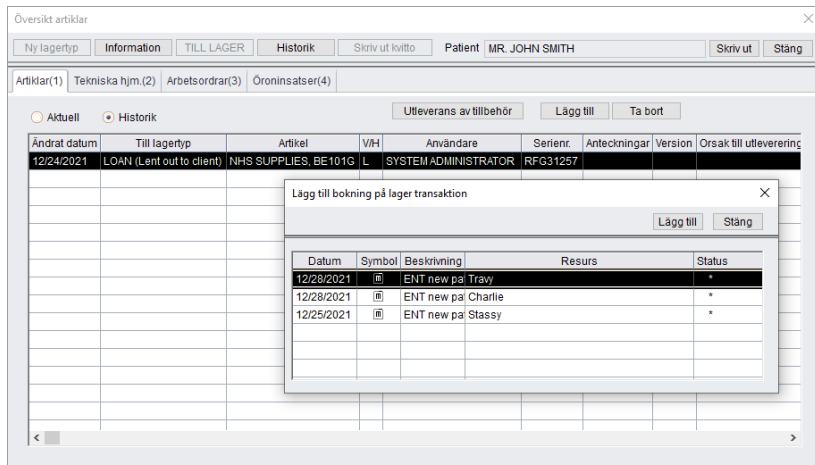 Översikt artiklar
Ny lagertyp Information TILL LAGER Historik Skriv ut kvitto Patient MR. JOHN SMITH Skriv ut Stäng
Artiklar(1) Tekniska hjm.(2) Arbetsordrar(3) Öroninsatser(4)
Aktuell Historik Utleverans av tillbehör Lägg till Ta bort
Ändrat datum Till lagertyp Artikel V/H Användare Serienr. Anteckningar Version Orsak till utleverering
12/24/2021 LOAN (Lent out to client) NHS SUPPLIES, BE101G L SYSTEM ADMINISTRATOR RFG31257
Lägg till bokning på lager transaktion
Lägg till Stäng
Datum Symbol Beskrivning Resurs Status
12/28/2021 m ENT new pa Travy *
12/28/2021 m ENT new pa Charlie *
12/25/2021 m ENT new pa Stassy *